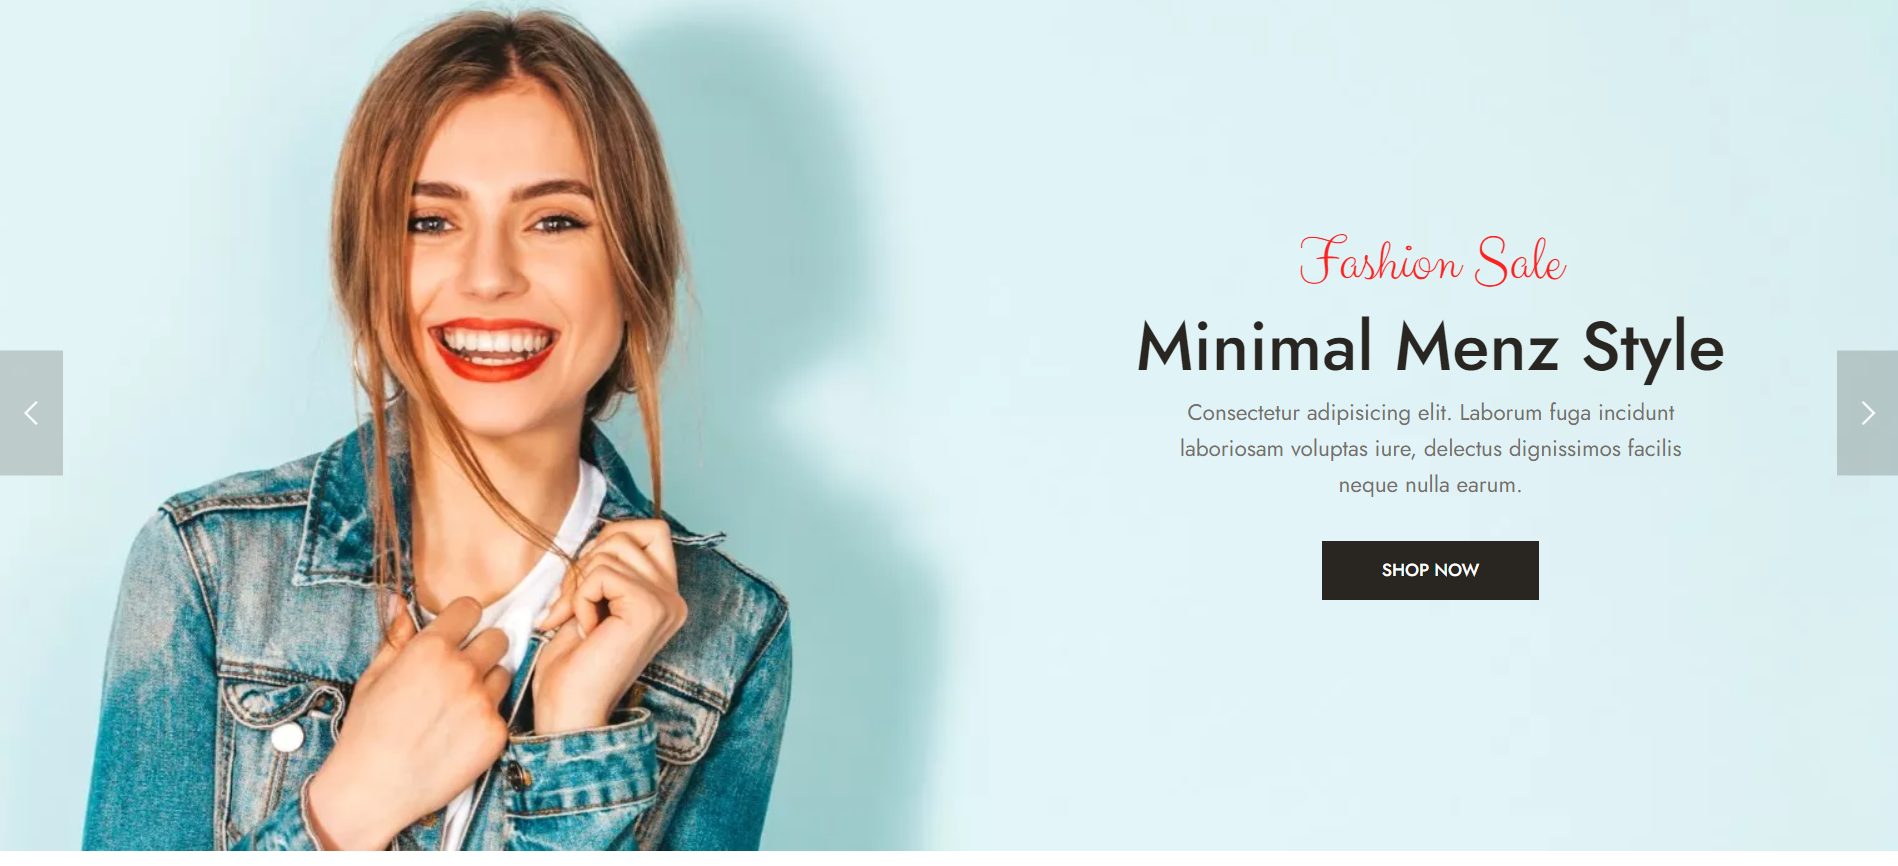 Fashion Sale
Minimal Menz Style
Consectetur adipisicing elit. Laborum fuga incidunt
laboriosam voluptas iure, delectus dignissimos facilis
neque nulla earum.
SHOP NOW